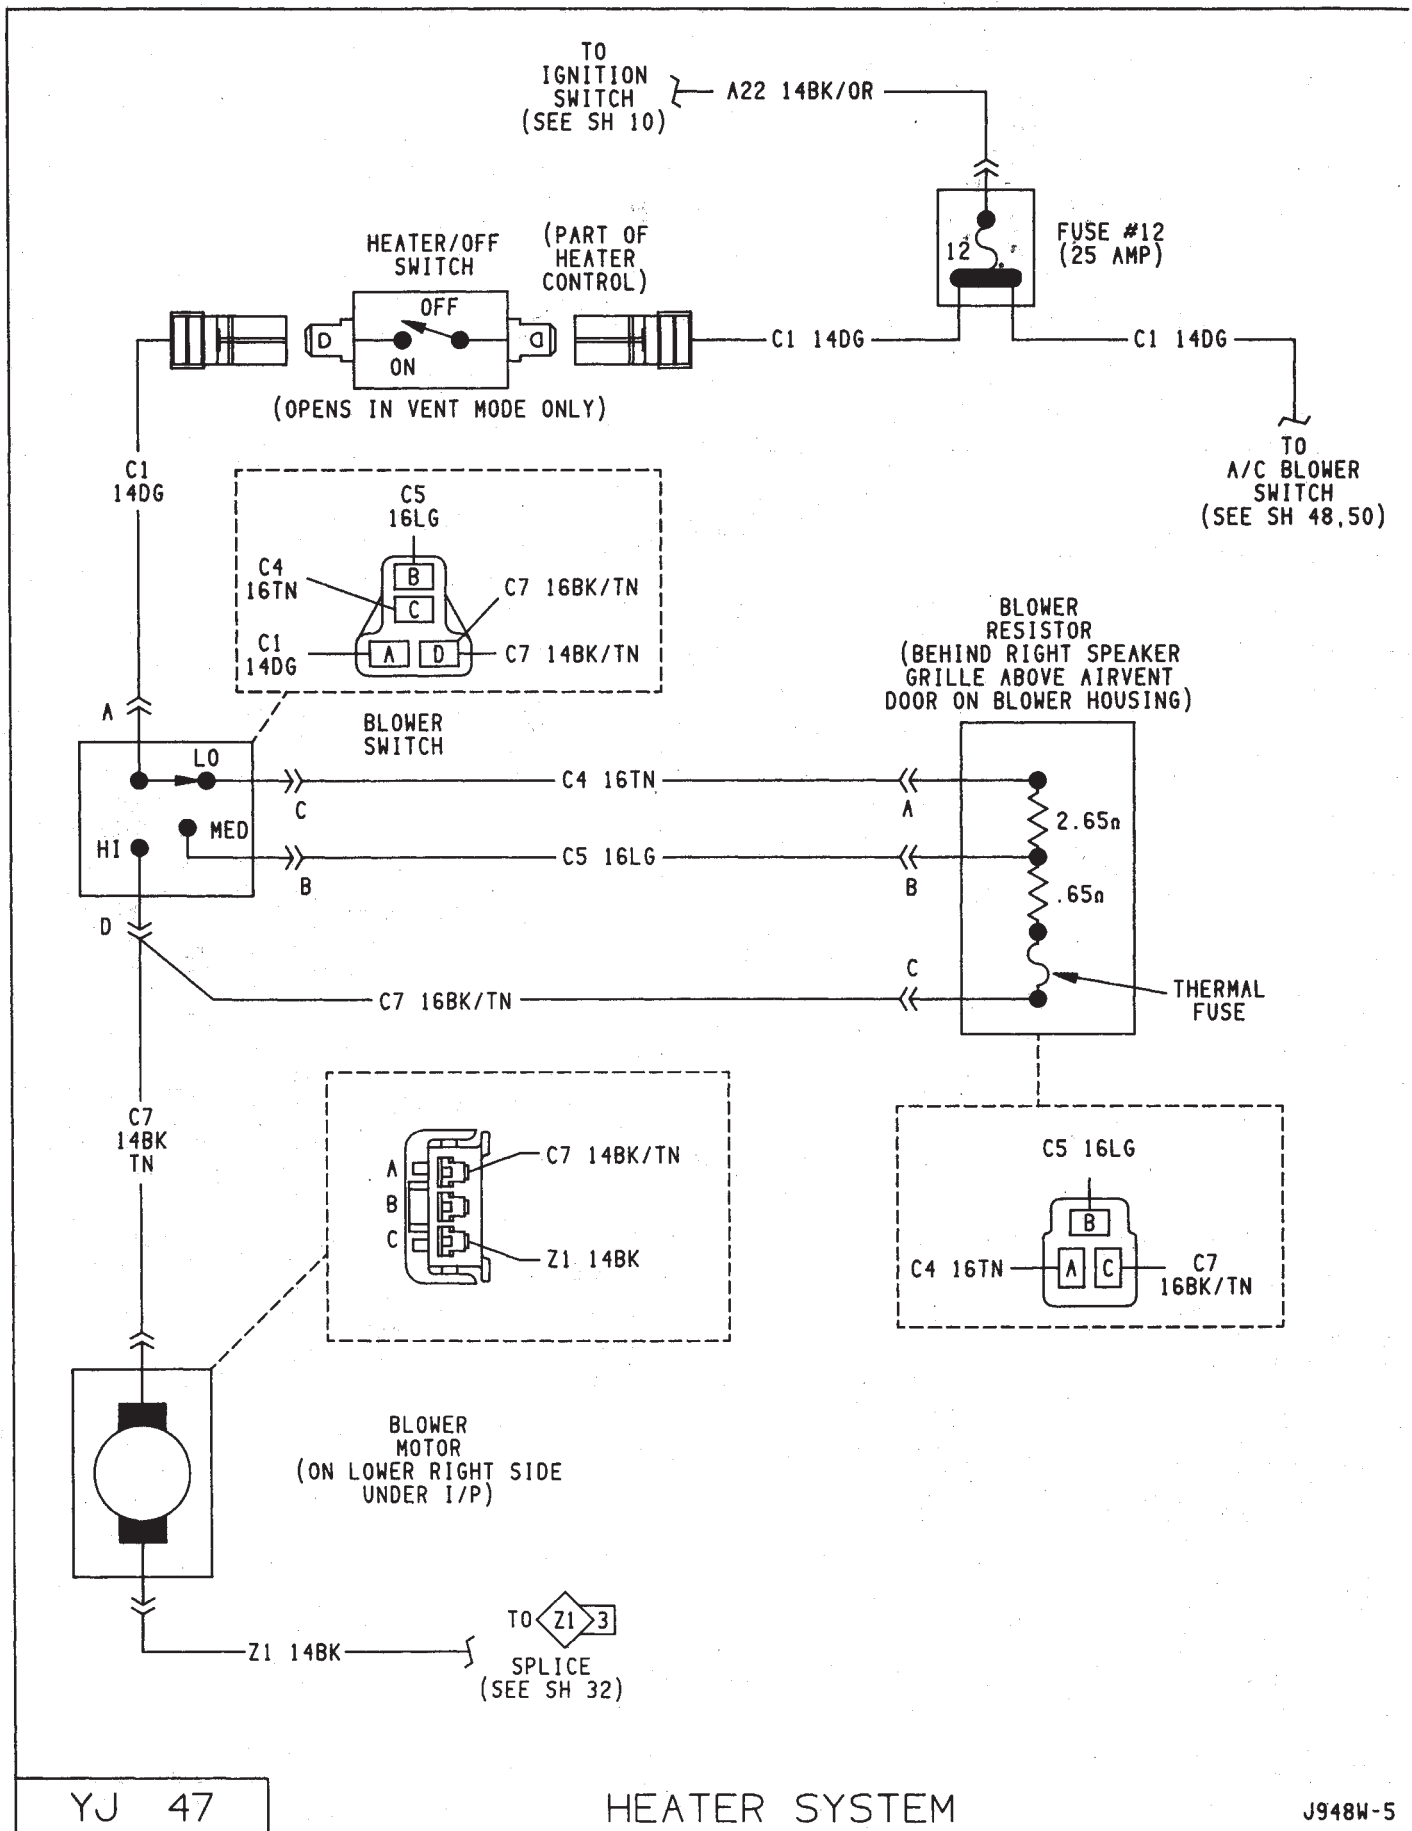 TO
IGNITION
SWITCH
(SEE SH 10)
A22 14BK/OR
12
FUSE #12
(25 AMP)
HEATER/OFF
SWITCH
(PART OF
HEATER
CONTROL)
OFF
D
ON
D
(OPENS IN VENT MODE ONLY)
C1 14DG
C1 14DG
TO
A/C BLOWER
SWITCH
(SEE SH 48,50)
C1
14DG
C5
16LG
B
C4
16TN
C
C7 16BK/TN
C1
14DG
A
D
C7 14BK/TN
BLOWER
SWITCH
A
LO
MED
HI
C
C4 16TN
A
B
C5 16LG
B
D
C7 16BK/TN
C
BLOWER
RESISTOR
(BEHIND RIGHT SPEAKER
GRILLE ABOVE AIRVENT
DOOR ON BLOWER HOUSING)
2.65Ω
.65Ω
THERMAL
FUSE
C7
14BK
TN
A
B
C
C7 14BK/TN
Z1 14BK
C5 16LG
B
C4 16TN
A
C
C7
16BK/TN
BLOWER
MOTOR
(ON LOWER RIGHT SIDE
UNDER I/P)
Z1 14BK
TO Z1 3
SPLICE
(SEE SH 32)
YJ 47
HEATER SYSTEM
J948W-5